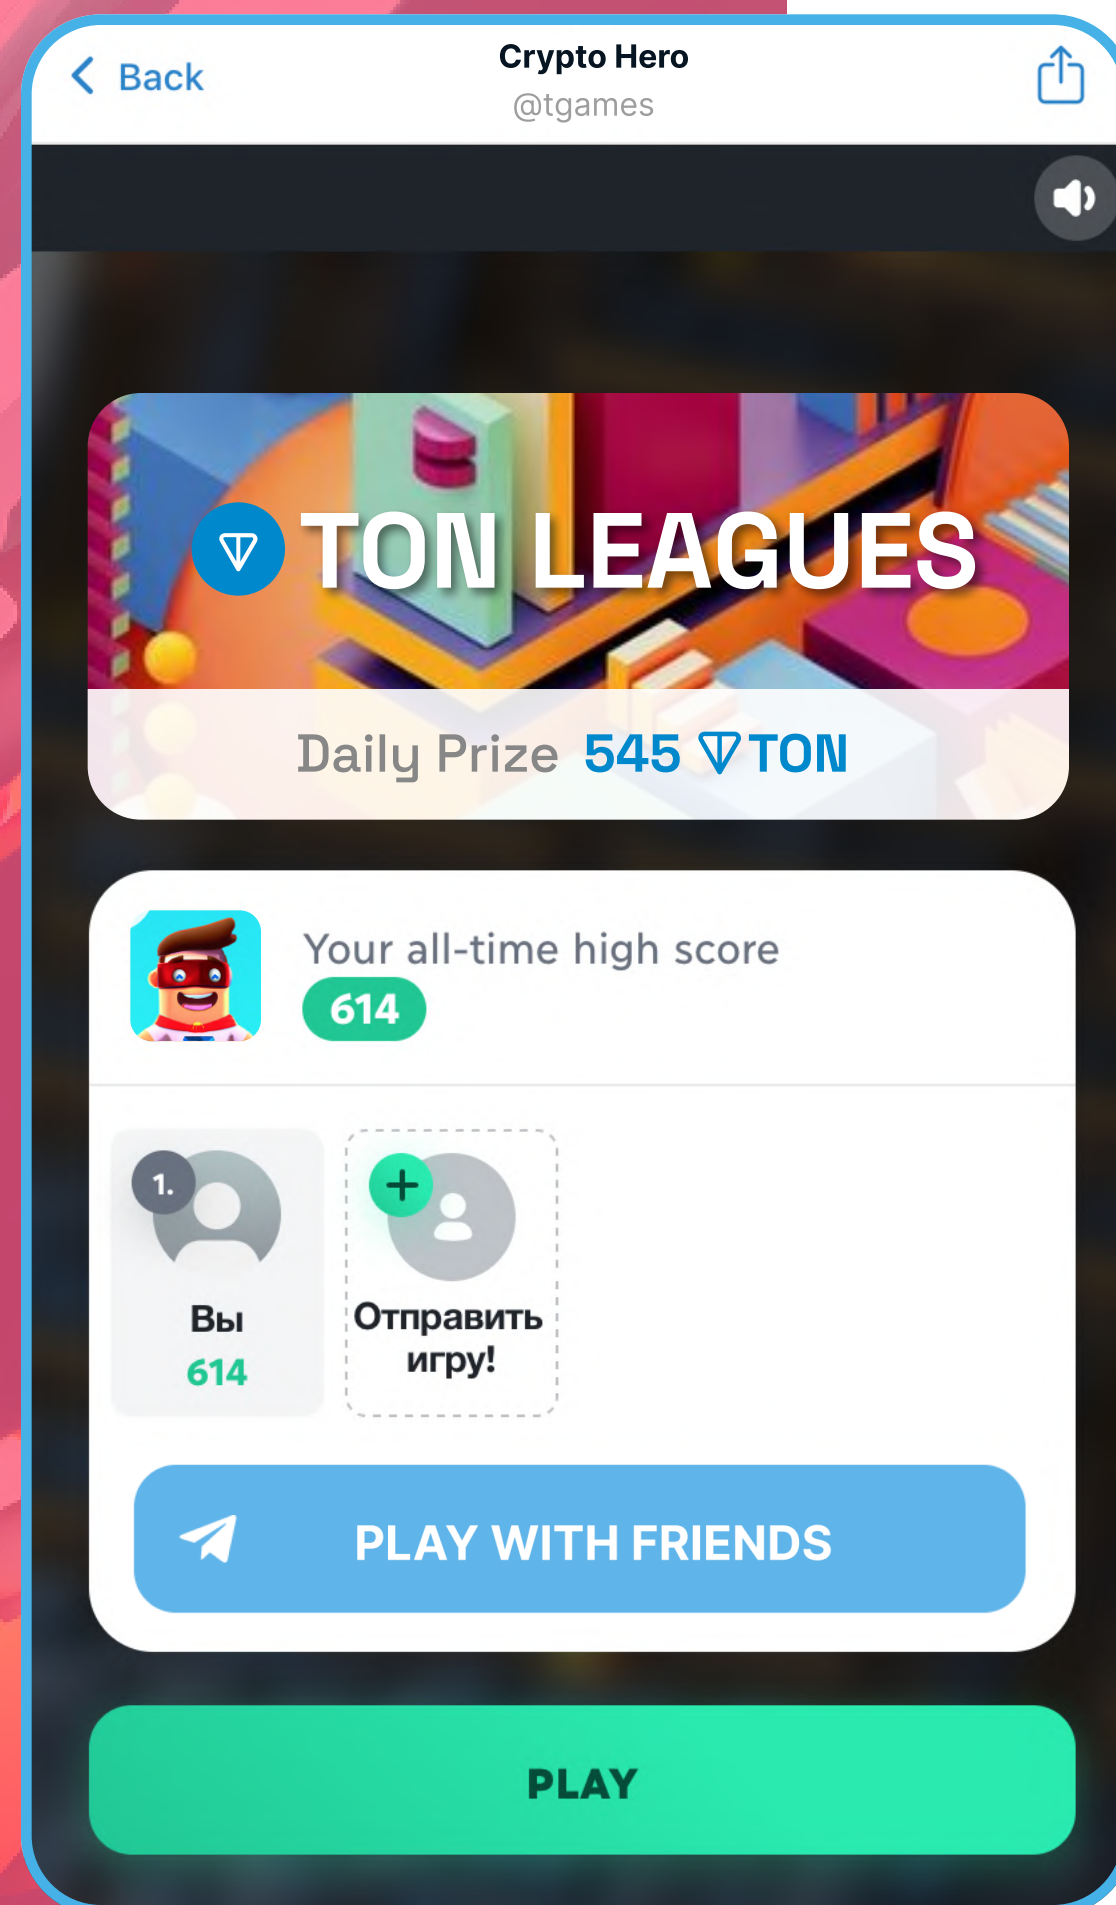 Back
Crypto Hero
@tgames
TON LEAGUES
Daily Prize 545 TON
Your all-time high score
614
1.
Вы
614
Отправить
игру!
PLAY WITH FRIENDS
PLAY